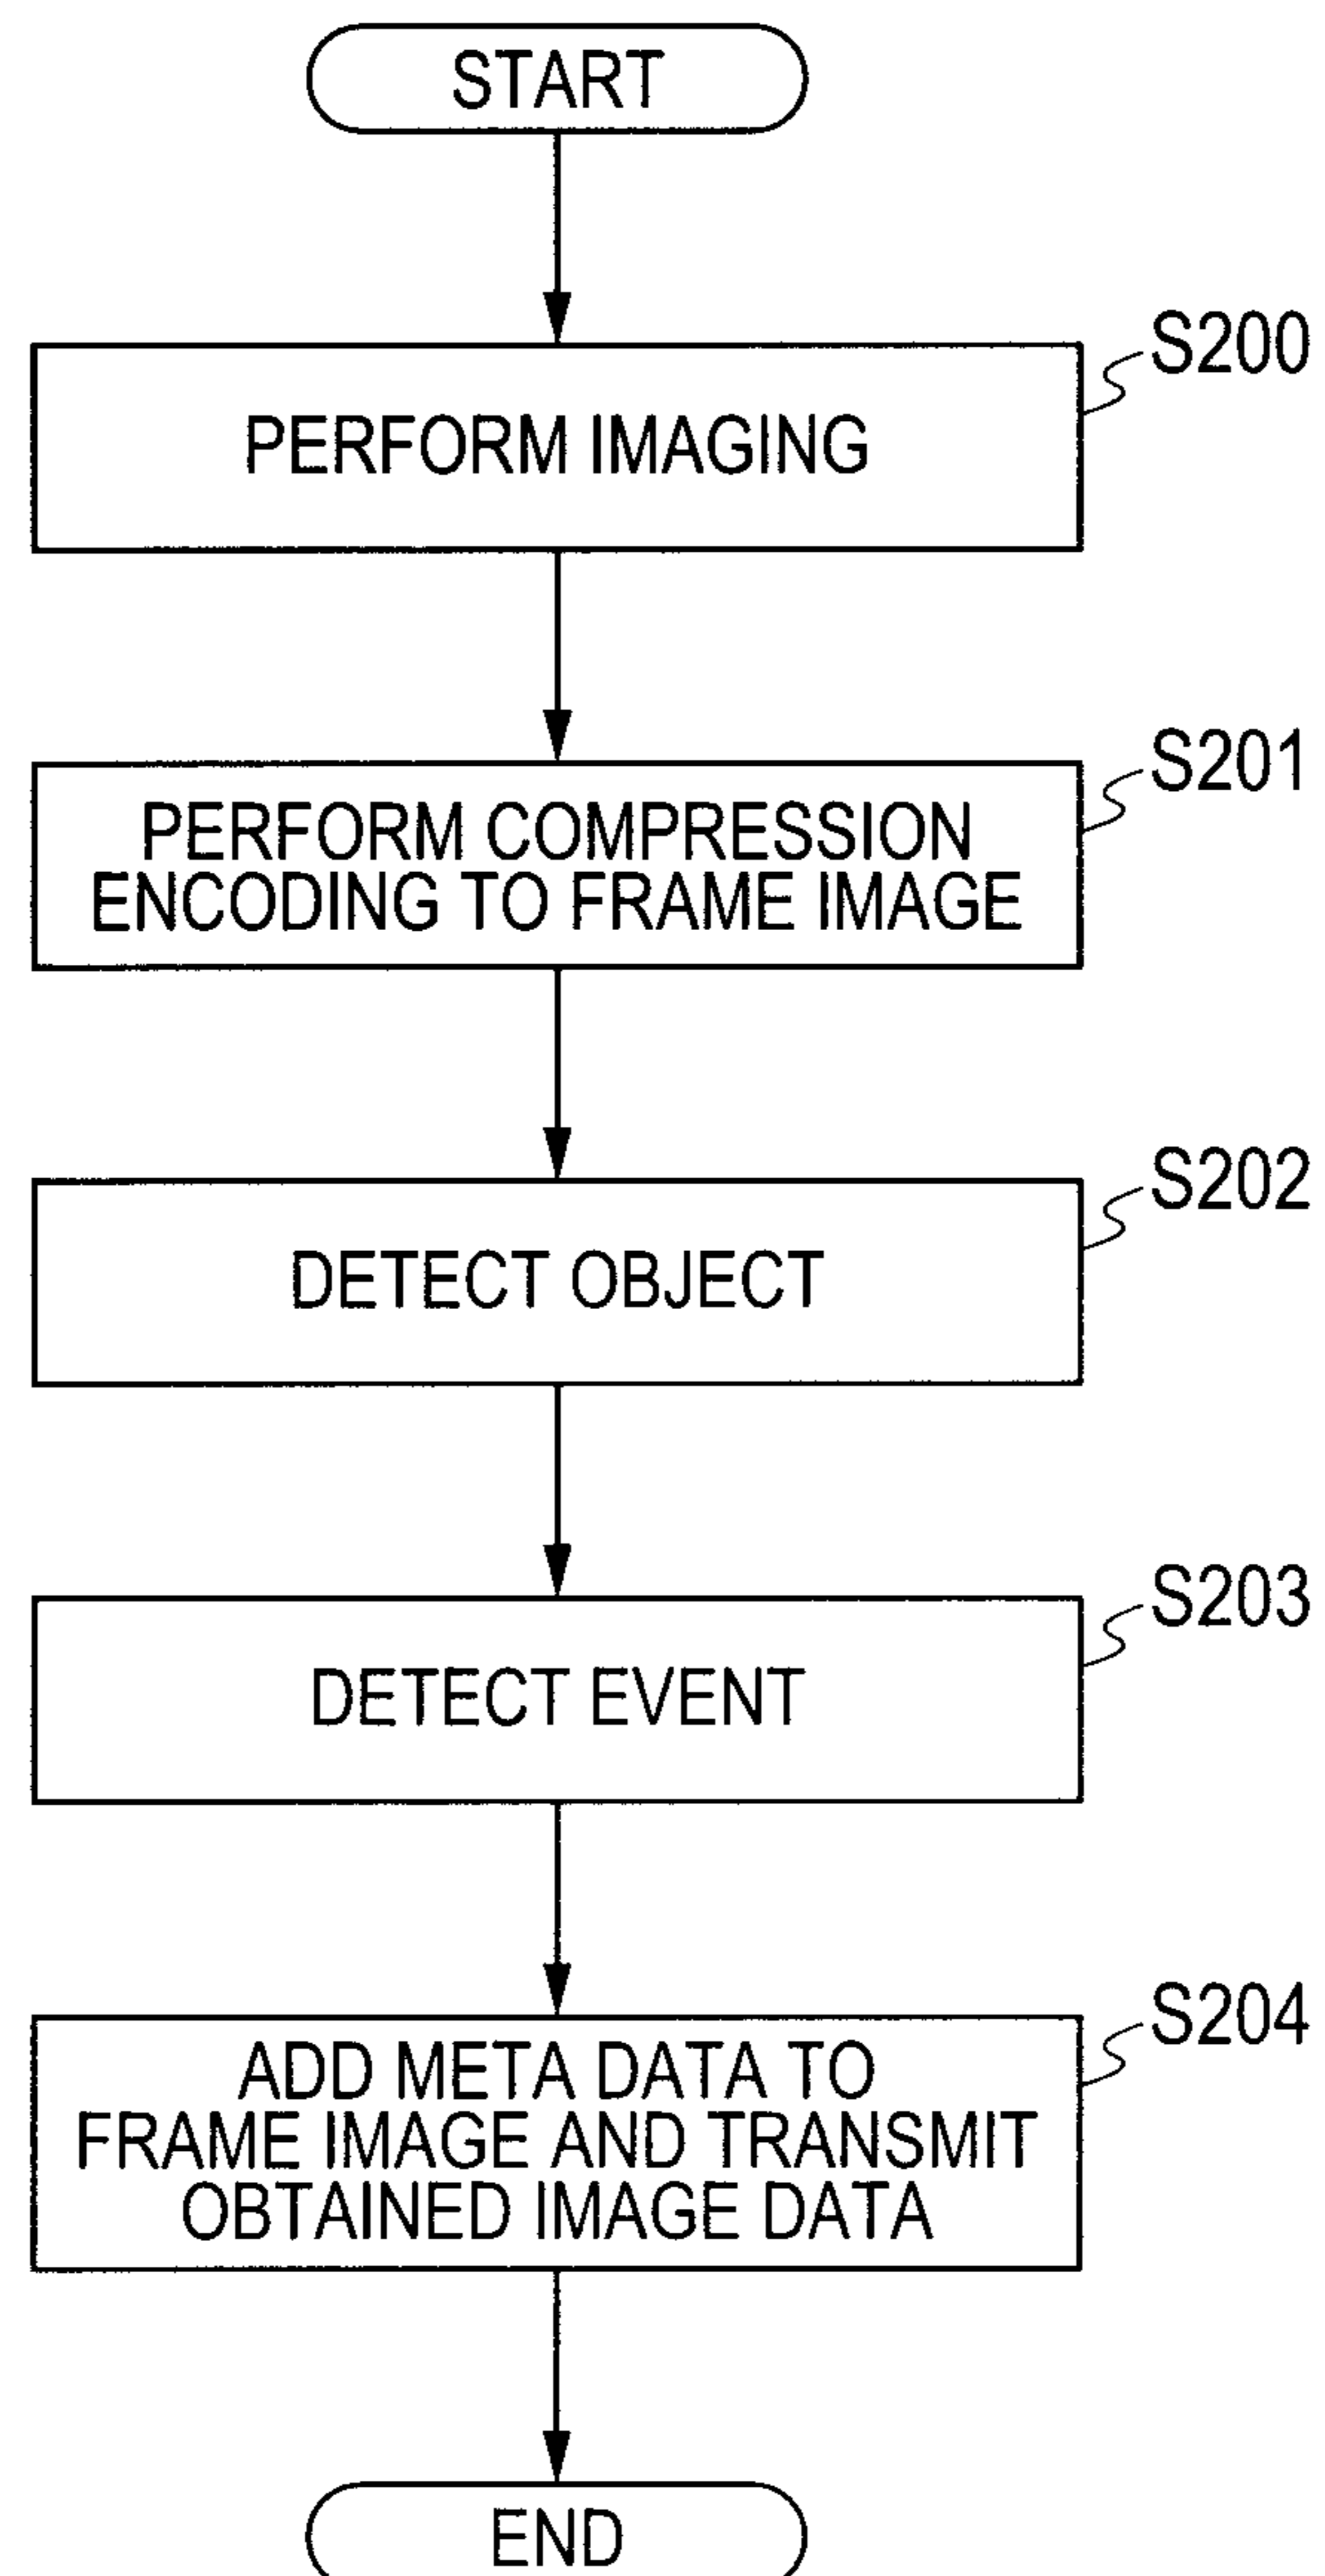 START
S200
PERFORM IMAGING
S201
PERFORM COMPRESSION
ENCODING TO FRAME IMAGE
S202
DETECT OBJECT
S203
DETECT EVENT
S204
ADD META DATA TO
FRAME IMAGE AND TRANSMIT
OBTAINED IMAGE DATA
END